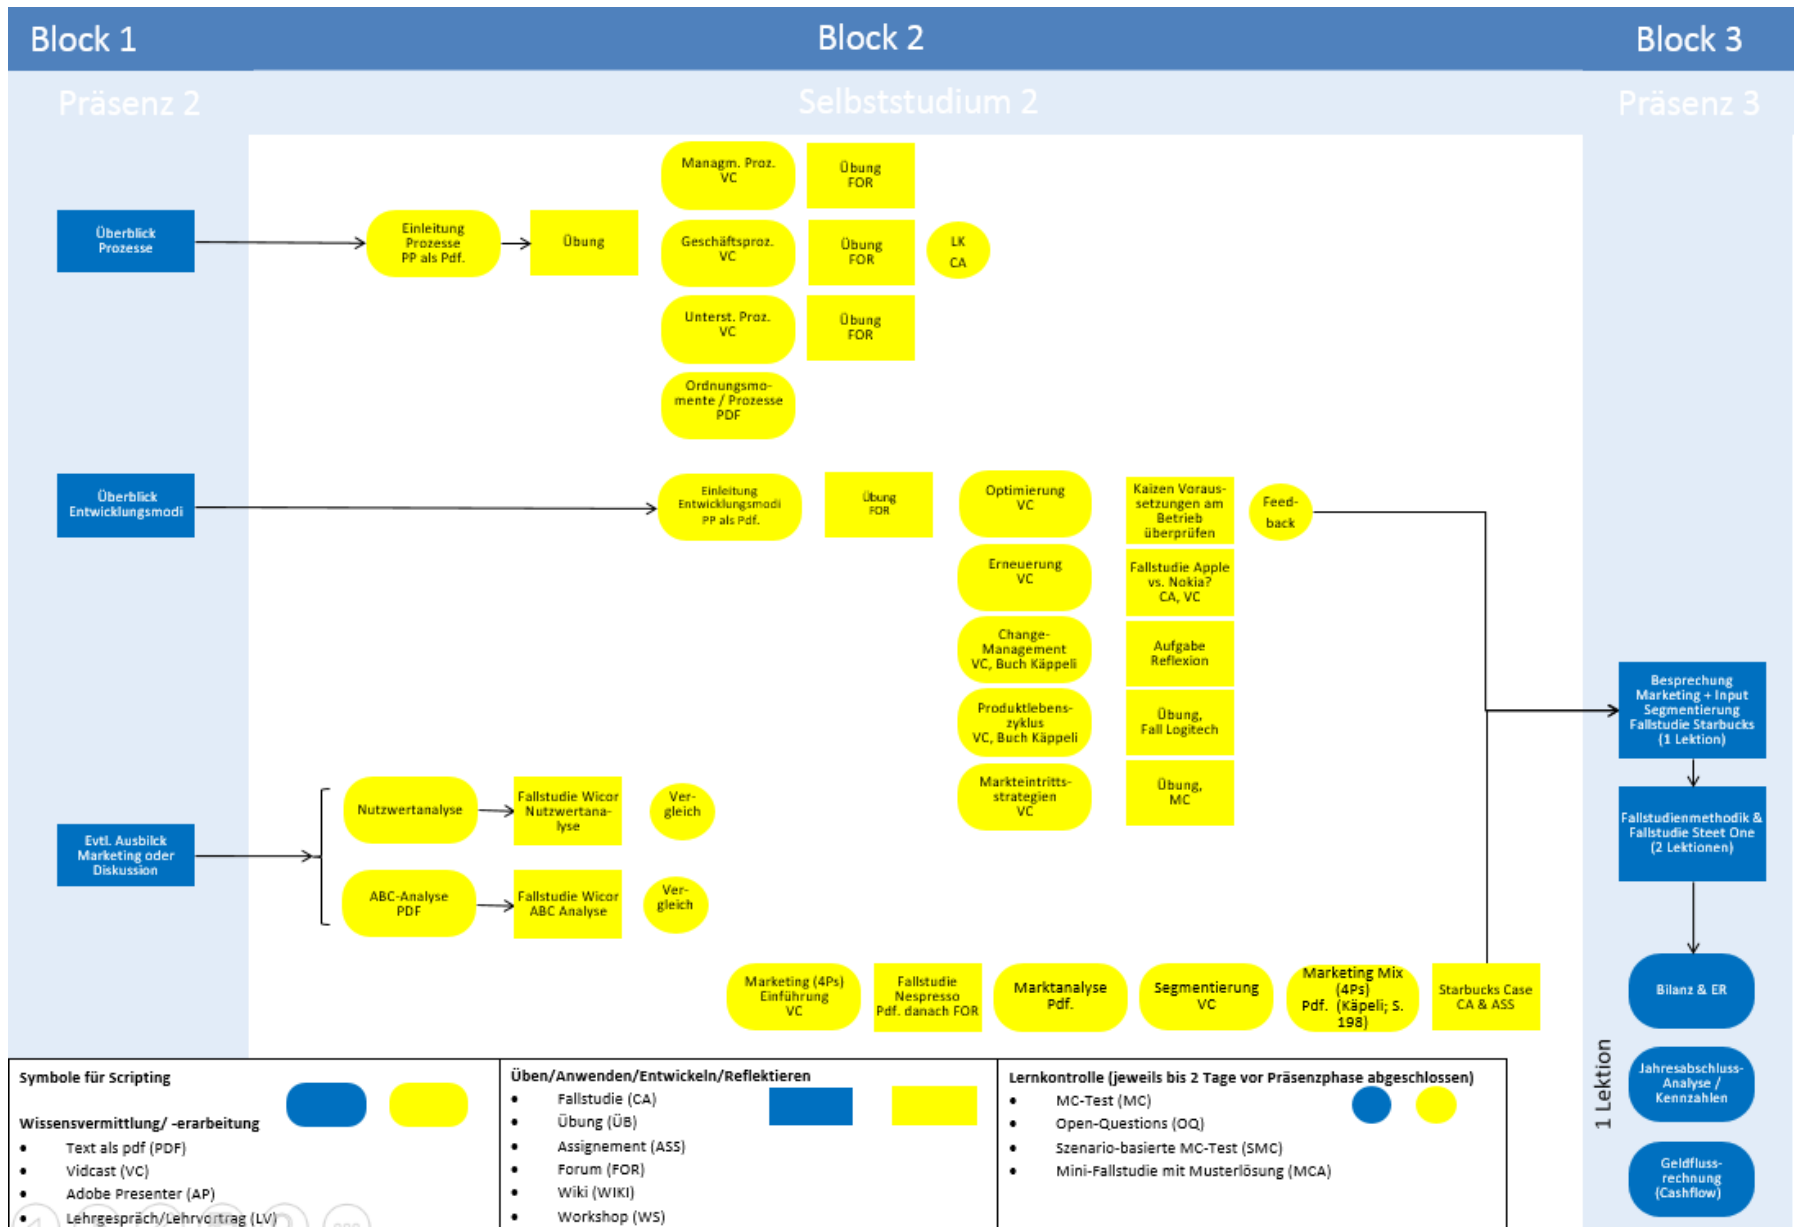 Block 1
Block 2
Block 3
Präsenz 2
Selbststudium 2
Präsenz 3
Managm. Proz.
VC
Übung
FOR
Überblick
Prozesse
Einleitung
Prozesse
PP als Pdf.
Übung
Geschäftsproz.
VC
Übung
FOR
LK
CA
Unterst. Proz.
VC
Übung
FOR
Ordnungsmo-
mente / Prozesse
PDF
Überblick
Entwicklungsmodi
Einleitung
Entwicklungsmodi
PP als Pdf.
Übung
FOR
Optimierung
VC
Kaizen Voraus-
setzungen am
Betrieb
überprüfen
Feed-
back
Erneuerung
VC
Fallstudie Apple
vs. Nokia?
CA, VC
Change-
Management
VC, Buch Käppeli
Aufgabe
Reflexion
Produktlebens-
zyklus
VC, Buch Käppeli
Übung,
Fall Logitech
Markteintritts-
strategien
VC
Übung,
MC
Besprechung
Marketing + Input
Segmentierung
Fallstudie Starbucks
(1 Lektion)
Fallstudienmethodik &
Fallstudie Steet One
(2 Lektionen)
Evtl. Ausbilck
Marketing oder
Diskussion
Nutzwertanalyse
Fallstudie Wicor
Nutzwertana-
lyse
Ver-
gleich
ABC-Analyse
PDF
Fallstudie Wicor
ABC Analyse
Ver-
gleich
Marketing (4Ps)
Einführung
VC
Fallstudie
Nespresso
Pdf. danach FOR
Marktanalyse
Pdf.
Segmentierung
VC
Marketing Mix
(4Ps)
Pdf. (Käpeli; S.
198)
Starbucks Case
CA & ASS
Bilanz & ER
1 Lektion
Jahresabschluss-
Analyse /
Kennzahlen
Geldfluss-
rechnung
(Cashflow)
Symbole für Scripting
Wissensvermittlung/ -erarbeitung
• Text als pdf (PDF)
• Vidcast (VC)
• Adobe Presenter (AP)
• Lehrgespräch/Lehrvortrag (LV)
Üben/Anwenden/Entwickeln/Reflektieren
• Fallstudie (CA)
• Übung (ÜB)
• Assignement (ASS)
• Forum (FOR)
• Wiki (WIKI)
• Workshop (WS)
Lernkontrolle (jeweils bis 2 Tage vor Präsenzphase abgeschlossen)
• MC-Test (MC)
• Open-Questions (OQ)
• Szenario-basierte MC-Test (SMC)
• Mini-Fallstudie mit Musterlösung (MCA)